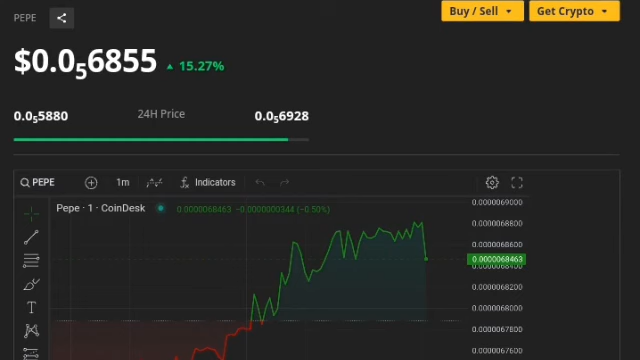 PEPE
Buy / Sell
Get Crypto
$0.0₅6855 ▲ 15.27%
0.0₅5880 24H Price 0.0₅6928
PEPE 1m Indicators
Pepe · 1 · CoinDesk 0.0000068463 −0.0000000344 (−0.50%)
0.0000069000
0.0000068800
0.0000068600
0.0000068463
0.0000068400
0.0000068200
0.0000068000
0.0000067800
0.0000067600